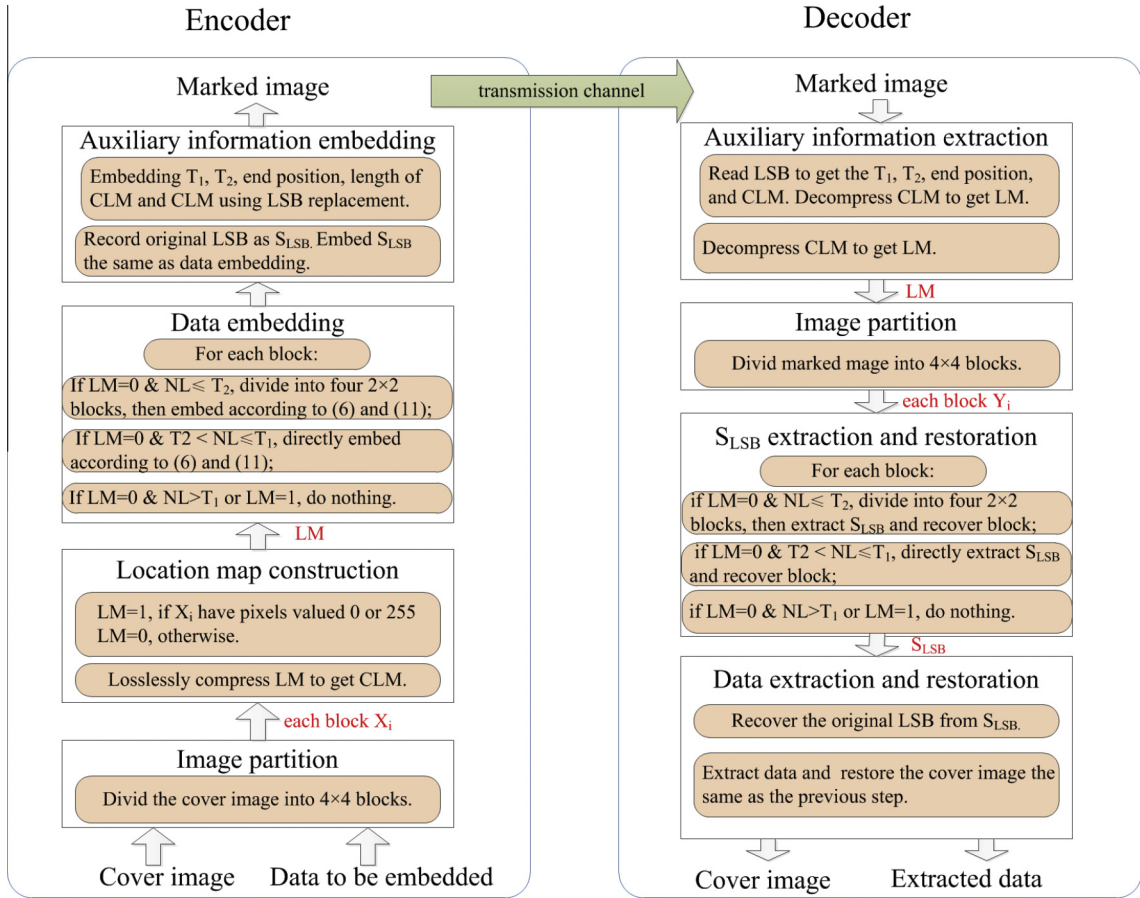 Encoder
Marked image
Auxiliary information embedding
Embedding T₁, T₂, end position, length of
CLM and CLM using LSB replacement.
Record original LSB as S_LSB. Embed S_LSB
the same as data embedding.
Data embedding
For each block:
If LM=0 & NL≤ T₂, divide into four 2×2
blocks, then embed according to (6) and (11);
If LM=0 & T2 < NL≤T₁, directly embed
according to (6) and (11);
If LM=0 & NL>T₁ or LM=1, do nothing.
LM
Location map construction
LM=1, if Xᵢ have pixels valued 0 or 255
LM=0, otherwise.
Losslessly compress LM to get CLM.
each block Xᵢ
Image partition
Divid the cover image into 4×4 blocks.
Cover image
Data to be embedded
transmission channel
Decoder
Marked image
Auxiliary information extraction
Read LSB to get the T₁, T₂, end position,
and CLM. Decompress CLM to get LM.
Decompress CLM to get LM.
LM
Image partition
Divid marked mage into 4×4 blocks.
each block Yᵢ
S_LSB extraction and restoration
For each block:
if LM=0 & NL≤ T₂, divide into four 2×2
blocks, then extract S_LSB and recover block;
if LM=0 & T2 < NL≤T₁, directly extract S_LSB
and recover block;
if LM=0 & NL>T₁ or LM=1, do nothing.
S_LSB
Data extraction and restoration
Recover the original LSB from S_LSB.
Extract data and restore the cover image the
same as the previous step.
Cover image
Extracted data